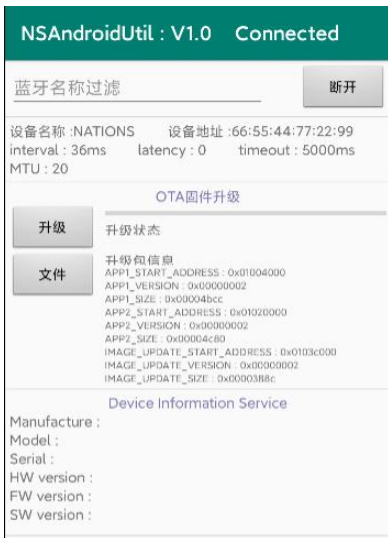 NSAndroidUtil : V1.0 Connected
蓝牙名称过滤
断开
设备名称 :NATIONS 设备地址 :66:55:44:77:22:99
interval : 36ms latency : 0 timeout : 5000ms
MTU : 20
OTA固件升级
升级
升级状态
文件
升级包信息
APP1_START_ADDRESS : 0x01004000
APP1_VERSION : 0x00000002
APP1_SIZE : 0x00004bcc
APP2_START_ADDRESS : 0x01020000
APP2_VERSION : 0x00000002
APP2_SIZE : 0x00004c80
IMAGE_UPDATE_START_ADDRESS : 0x0103c000
IMAGE_UPDATE_VERSION : 0x00000002
IMAGE_UPDATE_SIZE : 0x000038Bc
Device Information Service
Manufacture :
Model :
Serial :
HW version :
FW version :
SW version :